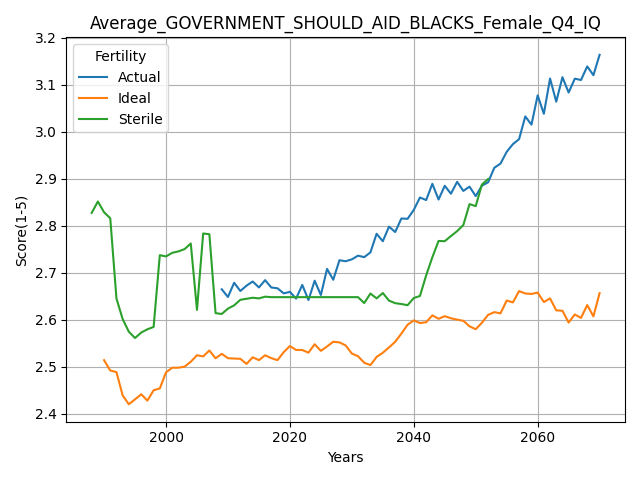 Average_GOVERNMENT_SHOULD_AID_BLACKS_Female_Q4_IQ
Fertility
Actual
Ideal
Sterile
Score(1-5)
3.2
3.1
3.0
2.9
2.8
2.7
2.6
2.5
2.4
2000
2020
2040
2060
Years